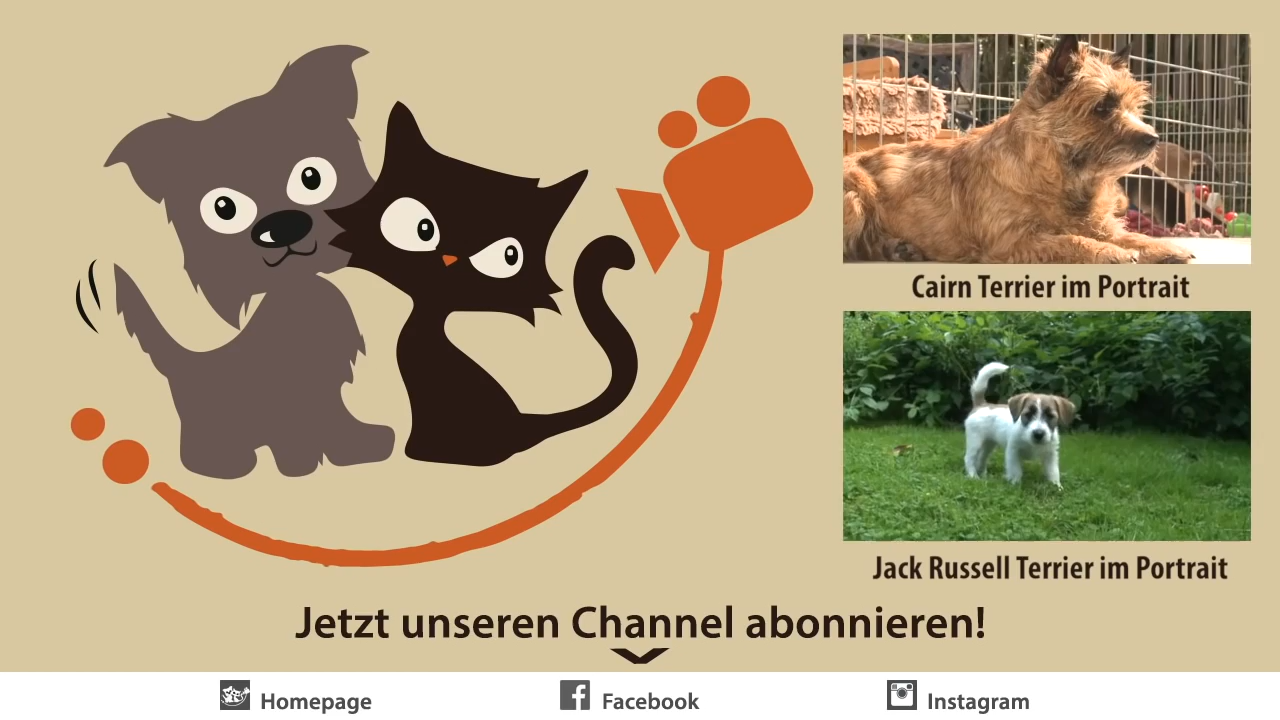 Cairn Terrier im Portrait
Jack Russell Terrier im Portrait
Jetzt unseren Channel abonnieren!
Homepage
Facebook
Instagram